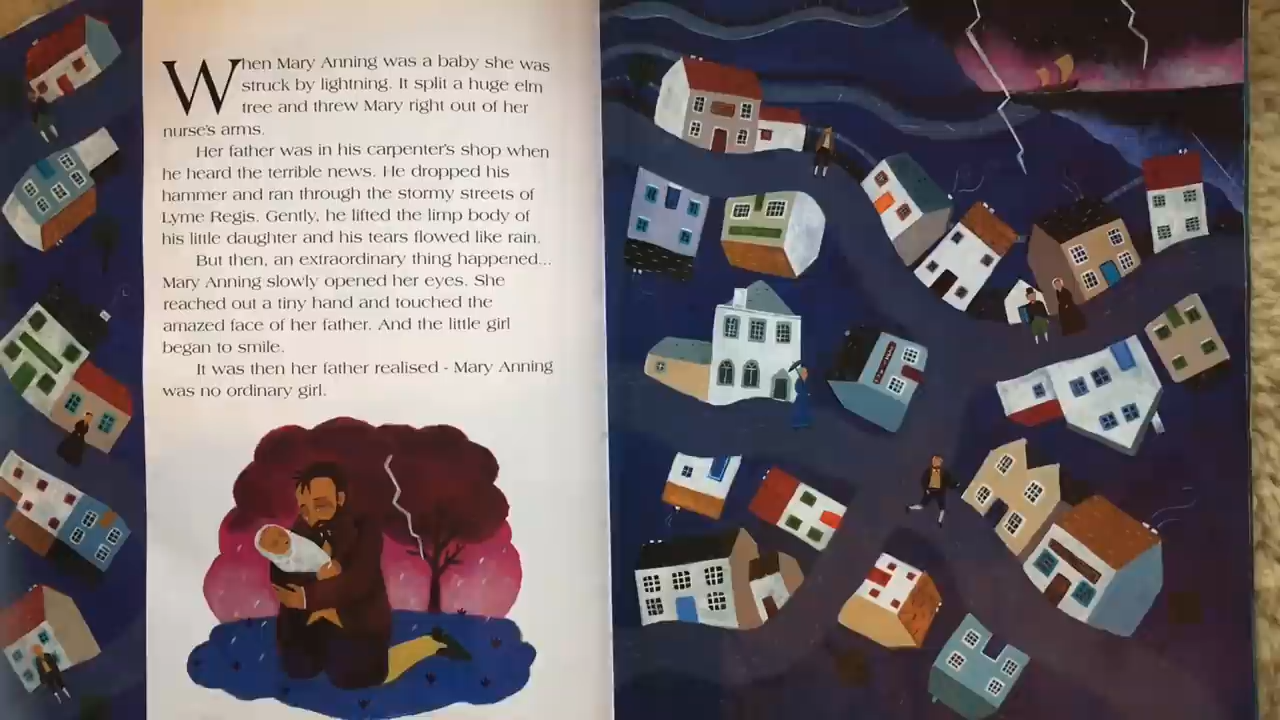 When Mary Anning was a baby she was
struck by lightning. It split a huge elm
tree and threw Mary right out of her
nurse's arms.
Her father was in his carpenter's shop when
he heard the terrible news. He dropped his
hammer and ran through the stormy streets of
Lyme Regis. Gently, he lifted the limp body of
his little daughter and his tears flowed like rain.
But then, an extraordinary thing happened...
Mary Anning slowly opened her eyes. She
reached out a tiny hand and touched the
amazed face of her father. And the little girl
began to smile.
It was then her father realised - Mary Anning
was no ordinary girl.